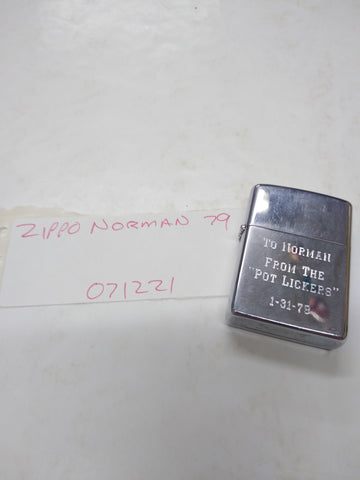 ZIPPO NORMAN 79
071221
TO NORMAN
FROM THE
"POT LICKERS"
1-31-79